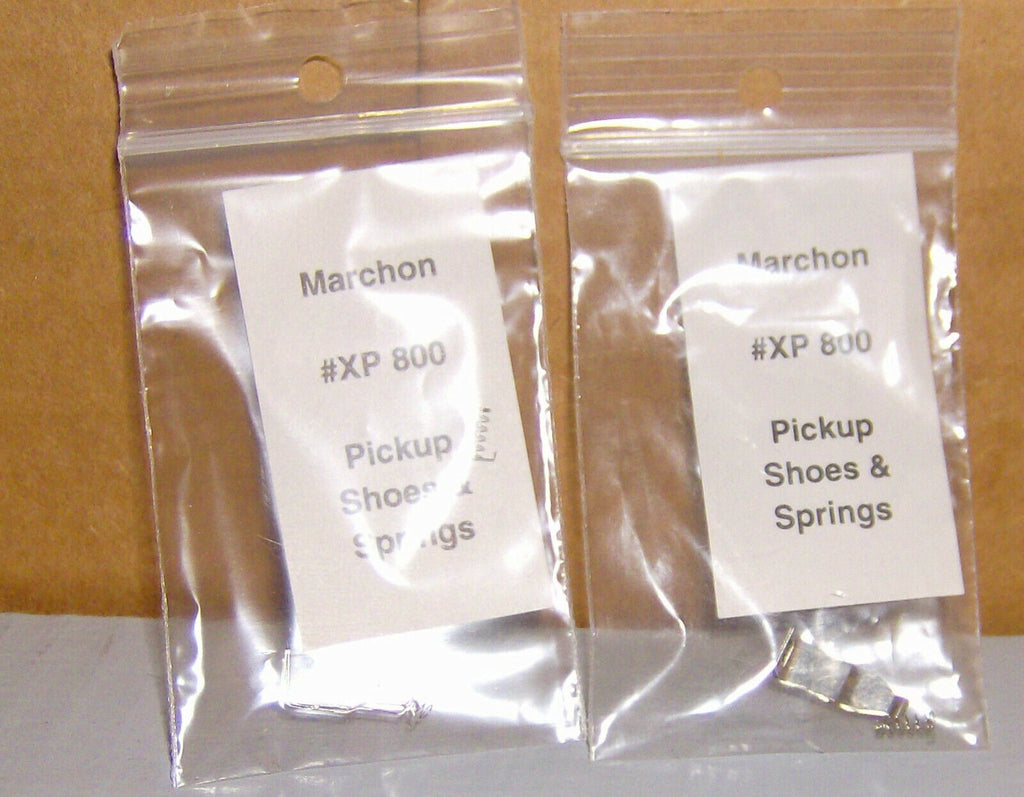 Marchon
#XP 800
Pickup
Shoes &
Springs
Marchon
#XP 800
Pickup
Shoes &
Springs